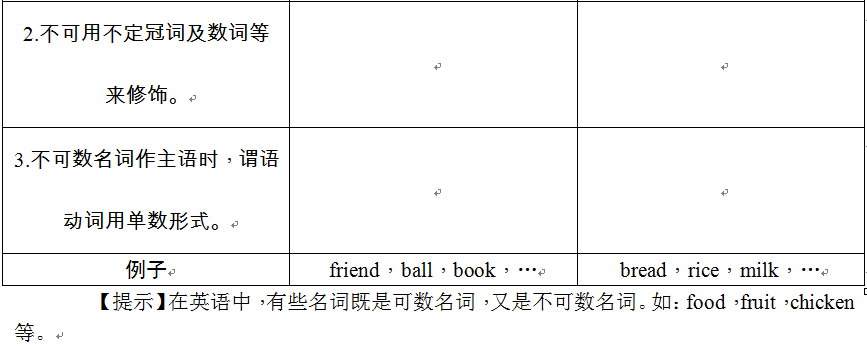 2.不可用不定冠词及数词等
来修饰。
3.不可数名词作主语时，谓语
动词用单数形式。
例子 friend，ball，book，… bread，rice，milk，…
【提示】在英语中，有些名词既是可数名词，又是不可数名词。如：food，fruit，chicken
等。